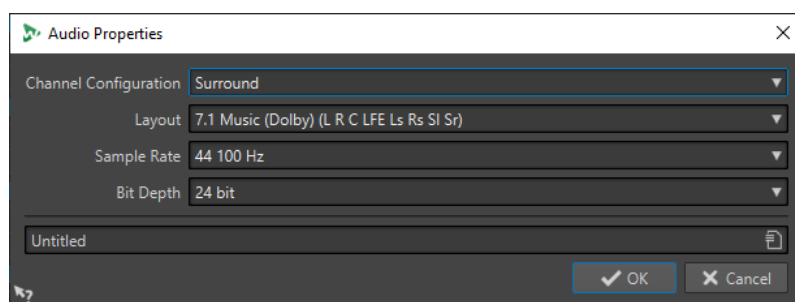 Audio Properties
Channel Configuration Surround
Layout 7.1 Music (Dolby) (L R C LFE Ls Rs Sl Sr)
Sample Rate 44 100 Hz
Bit Depth 24 bit
Untitled
OK Cancel